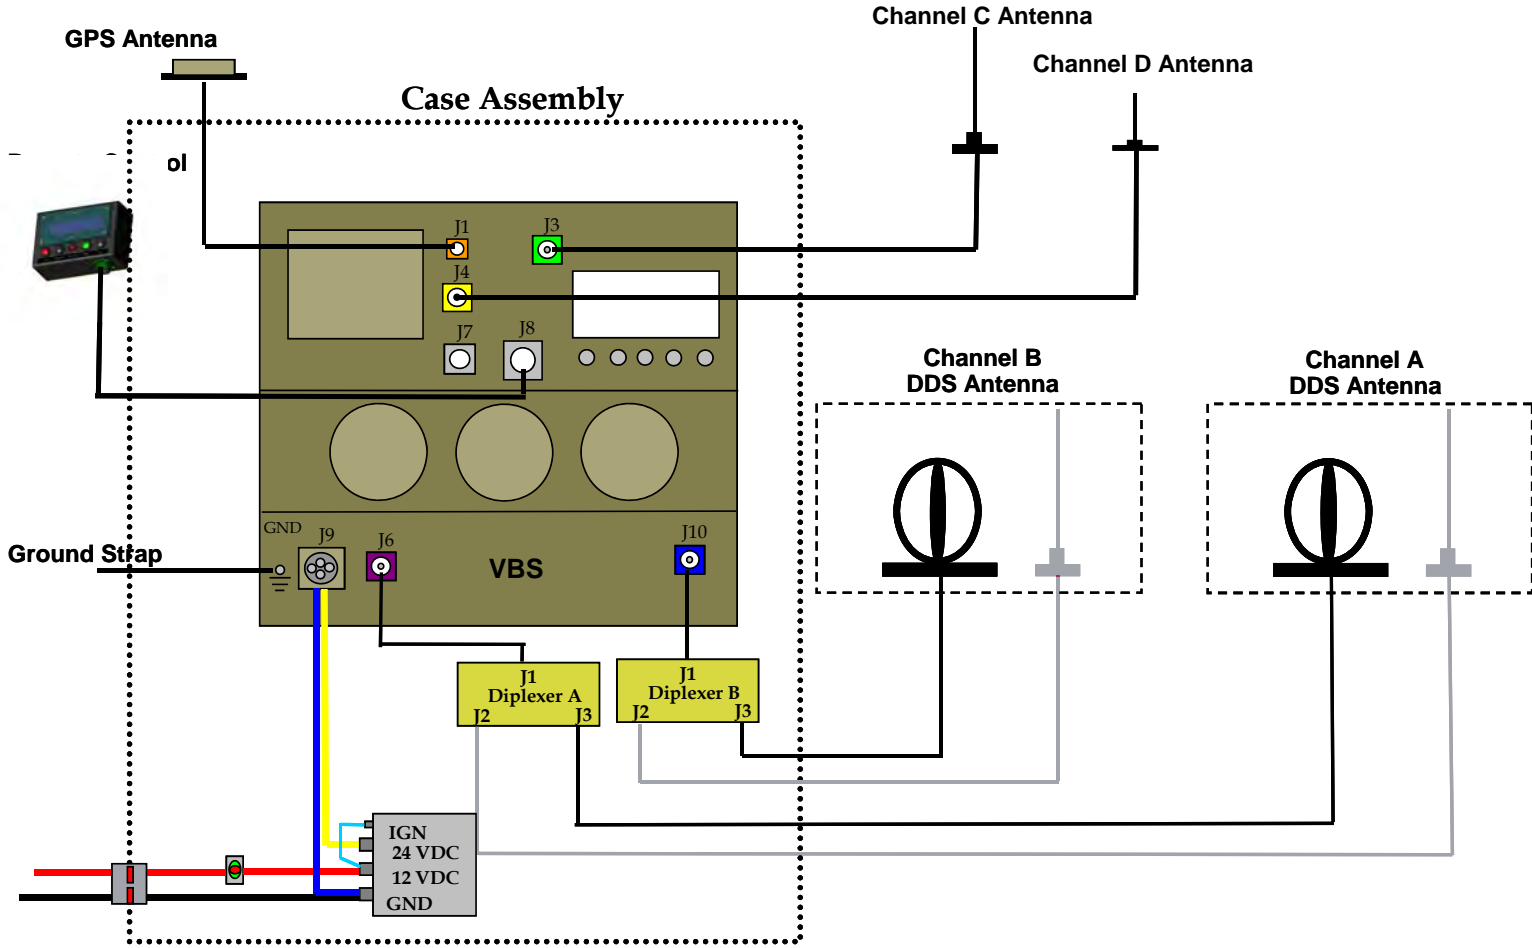 Channel C Antenna
GPS Antenna
Channel D Antenna
Case Assembly
ol
J1
J3
J4
J7
J8
Channel B
DDS Antenna
Channel A
DDS Antenna
GND
J9
J6
J10
Ground Strap
VBS
J1
Diplexer A
J2
J3
J1
Diplexer B
J2
J3
IGN
24 VDC
12 VDC
GND